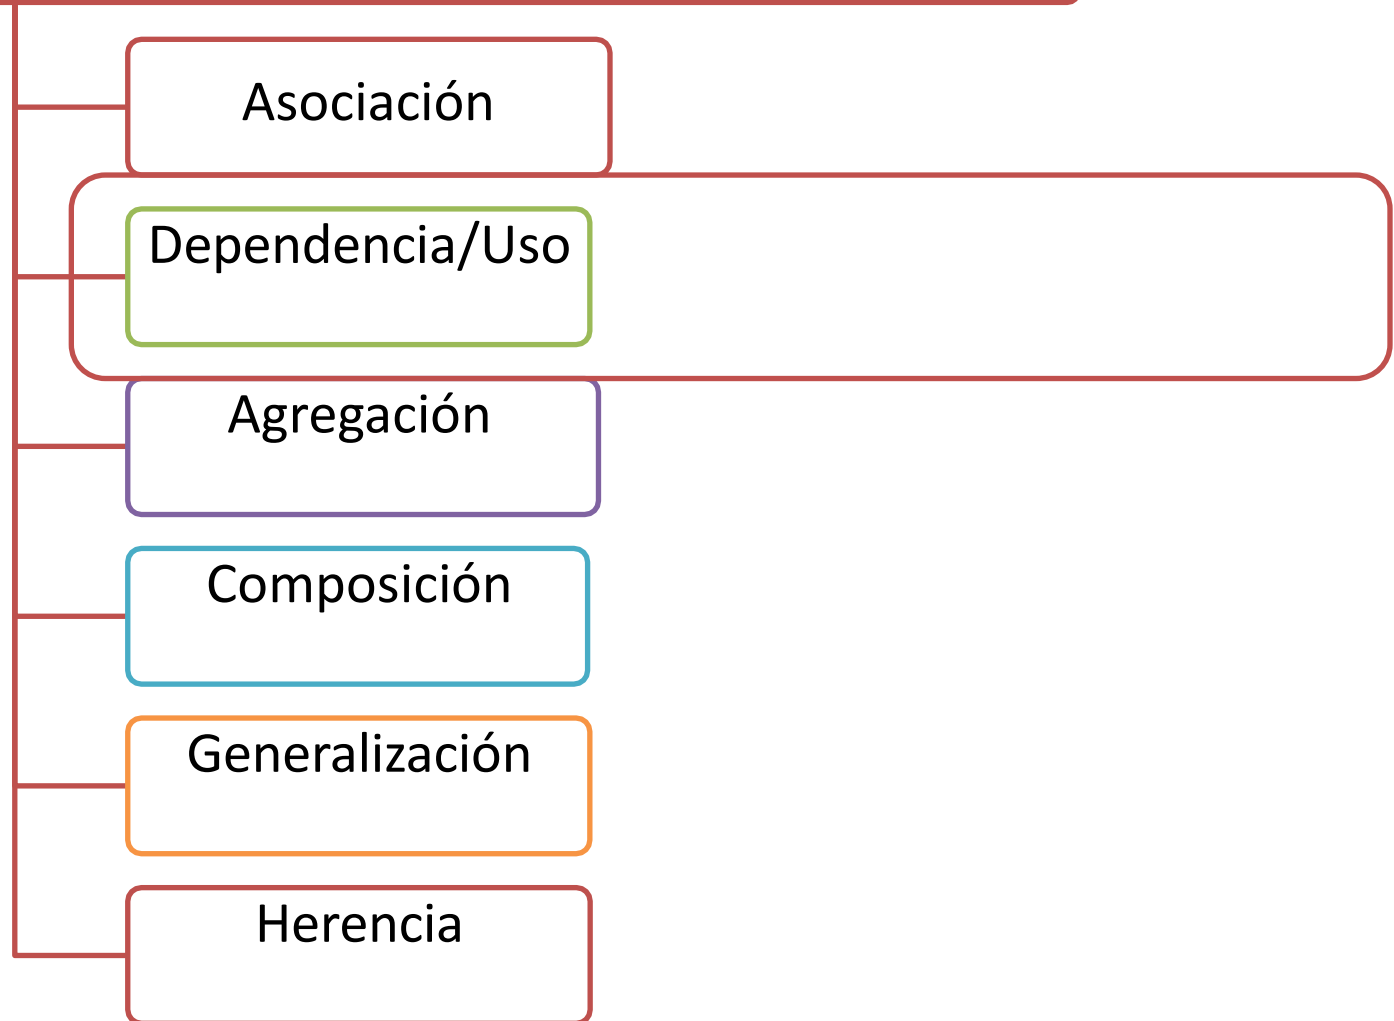 Asociación
Dependencia/Uso
Agregación
Composición
Generalización
Herencia